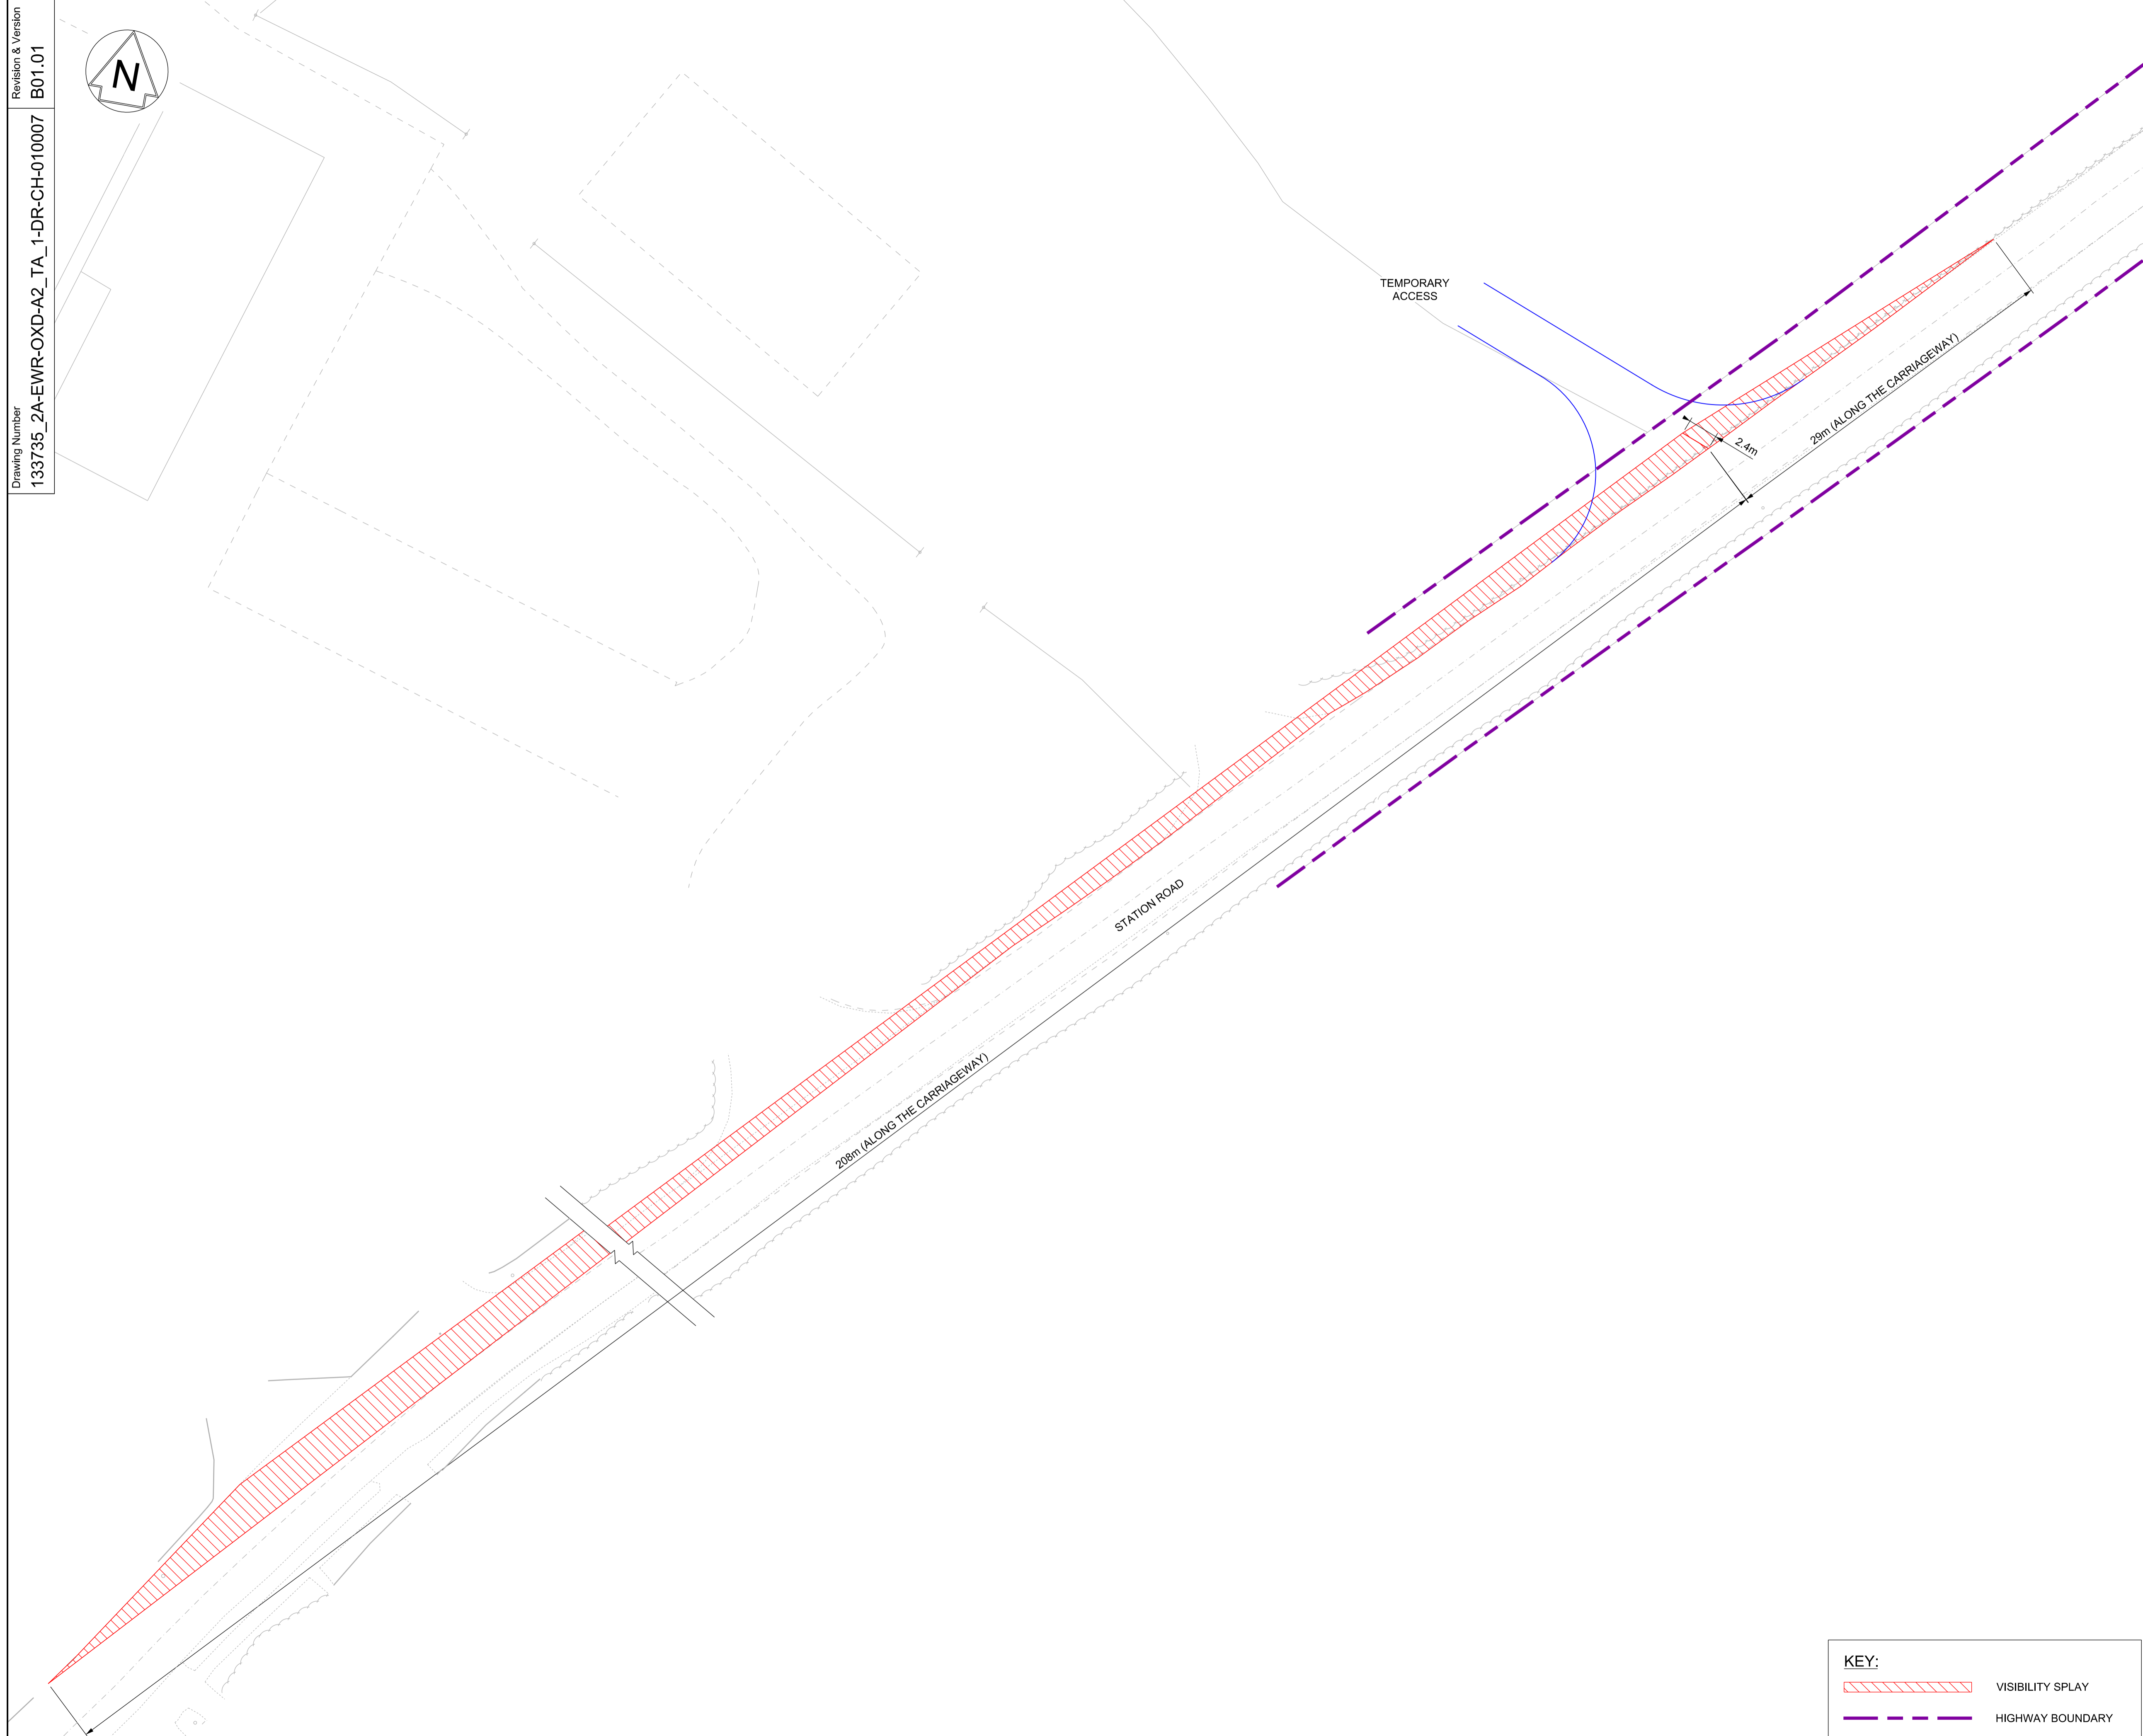 Revision & Version
B01.01
Drawing Number
133735_2A-EWR-OXD-A2_TA_1-DR-CH-010007
N
TEMPORARY
ACCESS
2.4m
29m (ALONG THE CARRIAGEWAY)
STATION ROAD
208m (ALONG THE CARRIAGEWAY)
KEY:
VISIBILITY SPLAY
HIGHWAY BOUNDARY